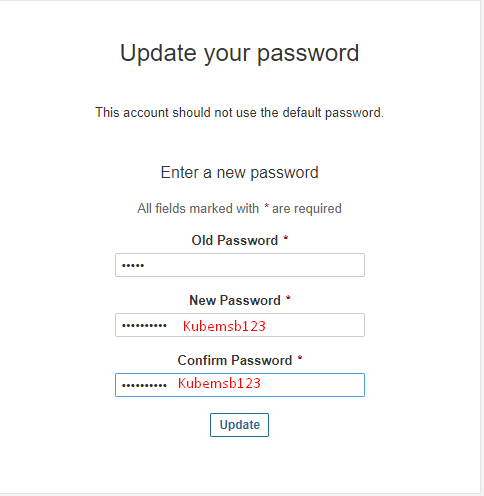 Update your password
This account should not use the default password.
Enter a new password
All fields marked with * are required
Old Password *
•••••
New Password *
•••••••••• Kubemsb123
Confirm Password *
•••••••••• Kubemsb123
Update